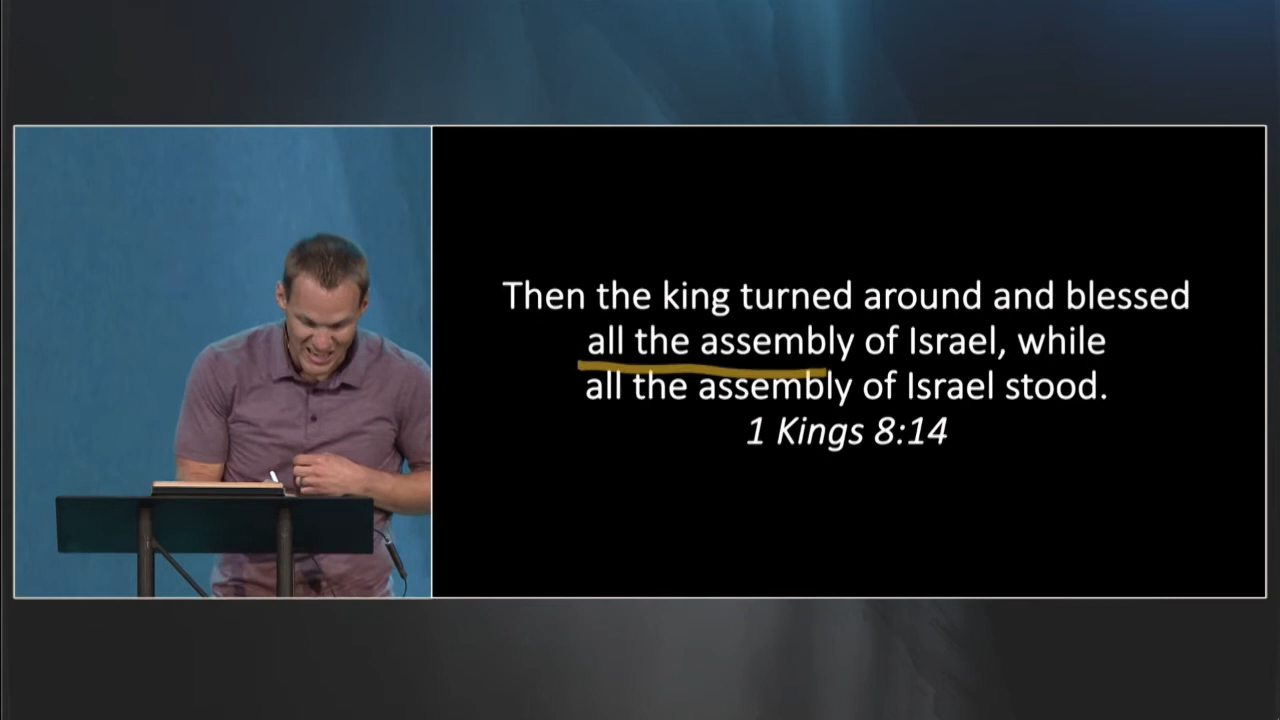 Then the king turned around and blessed
all the assembly of Israel, while
all the assembly of Israel stood.
1 Kings 8:14